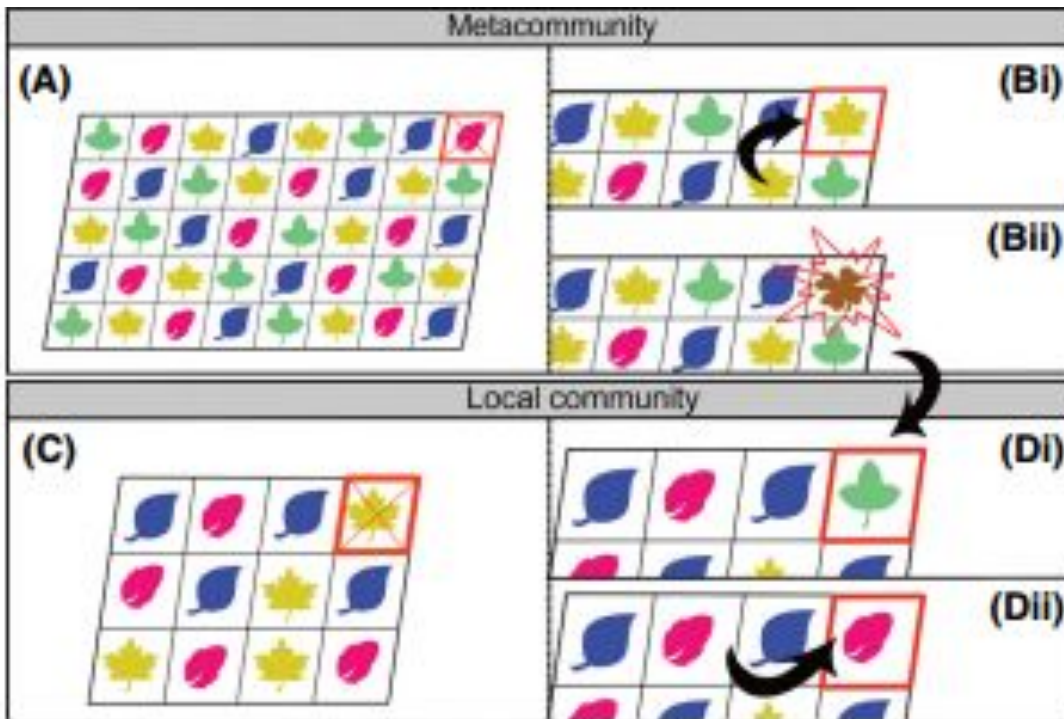 Metacommunity
(A)
(Bi)
(Bii)
Local community
(C)
(Di)
(Dii)